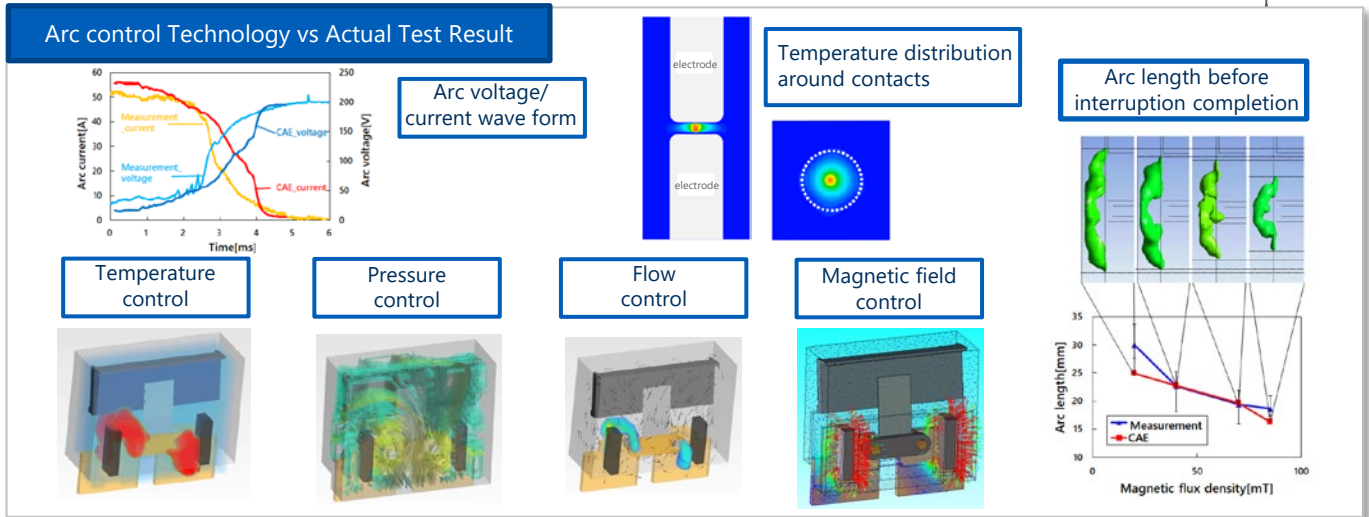 Arc control Technology vs Actual Test Result
60
50
40
30
20
10
0
Arc current[A]
250
200
150
100
50
0
Arc voltage[V]
Measurement
_current
CAE_voltage
Measurement_
voltage
CAE_current
0
1
2
3
4
5
6
Time[ms]
Arc voltage/
current wave form
electrode
electrode
Temperature distribution
around contacts
Arc length before
interruption completion
Temperature
control
Pressure
control
Flow
control
Magnetic field
control
35
30
25
20
15
10
Arc length[mm]
Measurement
CAE
0
50
100
Magnetic flux density[mT]